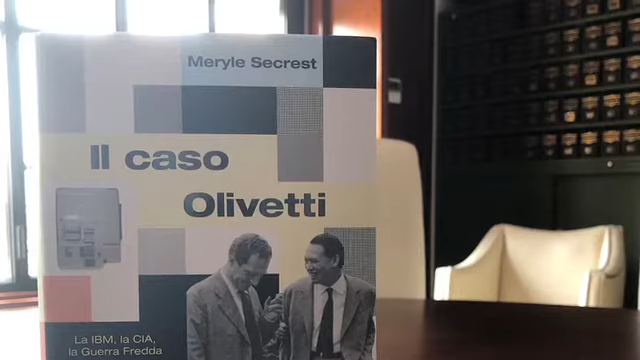 Meryle Secrest
Il caso
Olivetti
La IBM, la CIA,
la Guerra Fredda